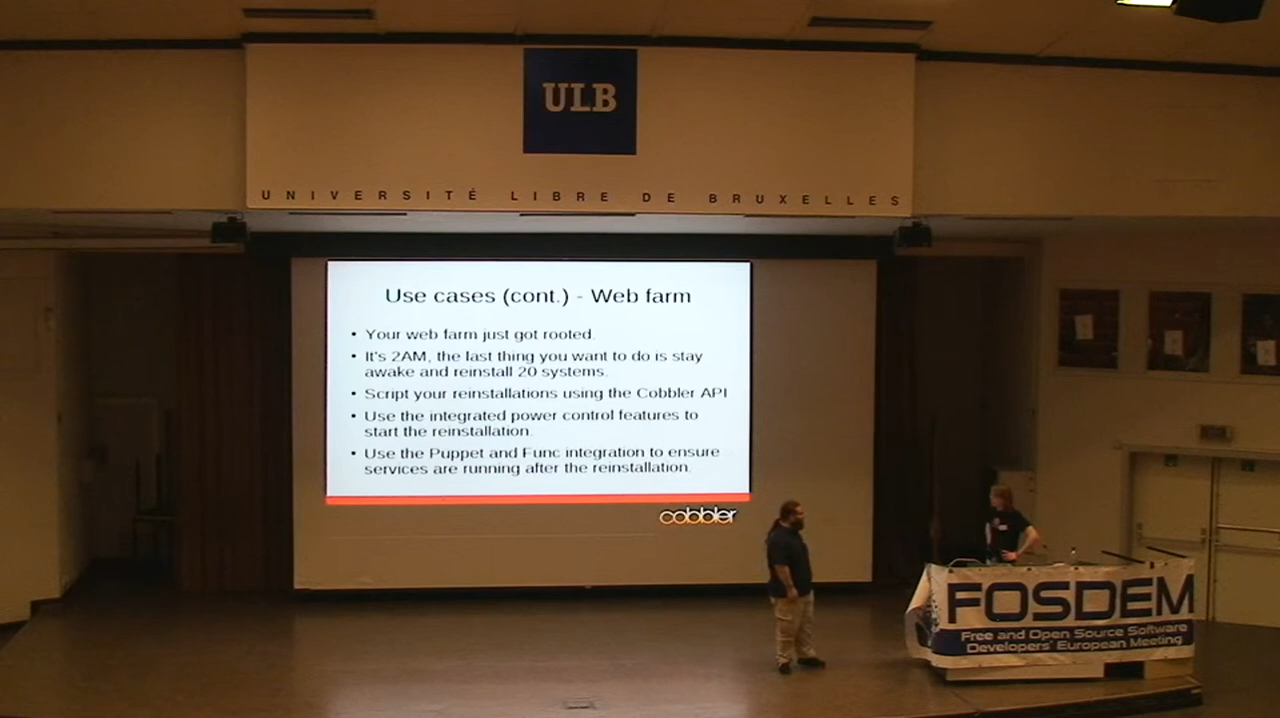 ULB
UNIVERSITÉ LIBRE DE BRUXELLES
Use cases (cont.) - Web farm
• Your web farm just got rooted.
• It's 2AM, the last thing you want to do is stay
awake and reinstall 20 systems.
• Script your reinstallations using the Cobbler API
• Use the integrated power control features to
start the reinstallation.
• Use the Puppet and Func integration to ensure
services are running after the reinstallation.
cobbler
FOSDEM
Free and Open Source Software
Developers' European Meeting